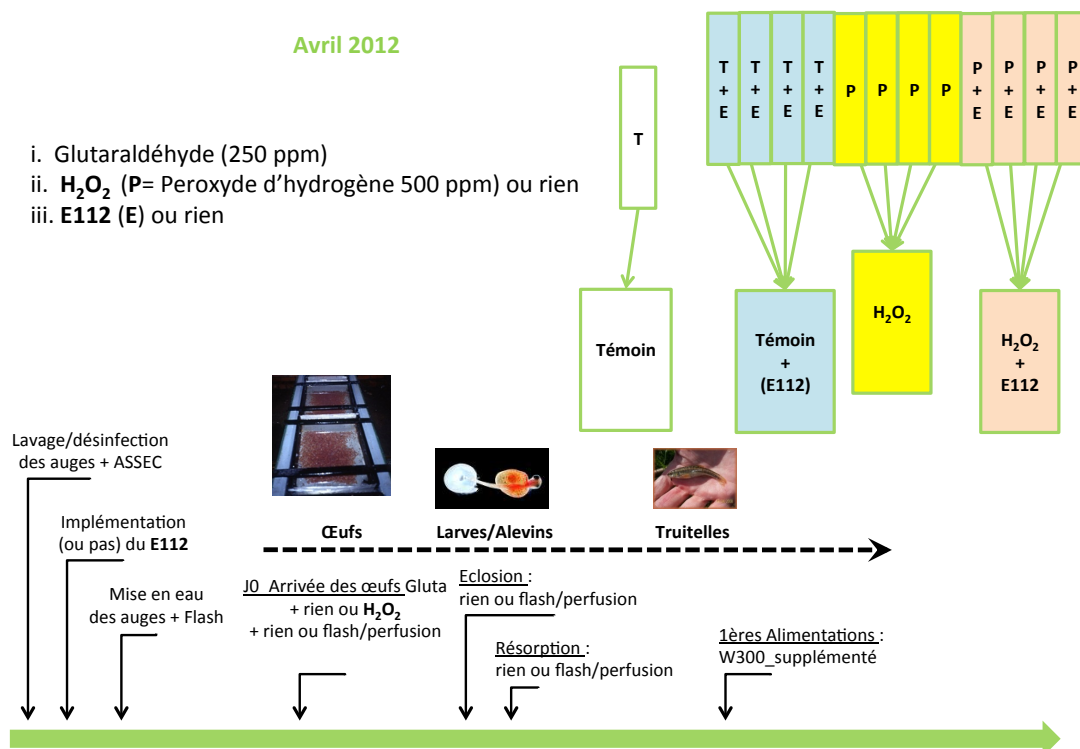 Avril 2012
i. Glutaraldéhyde (250 ppm)
ii. H₂O₂ (P= Peroxyde d’hydrogène 500 ppm) ou rien
iii. E112 (E) ou rien
T
T + E
T + E
T + E
T + E
P
P
P
P
P + E
P + E
P + E
P + E
Témoin
Témoin
+
(E112)
H₂O₂
H₂O₂
+
E112
Lavage/désinfection
des auges + ASSEC
Implémentation
(ou pas) du E112
Mise en eau
des auges + Flash
Œufs
Larves/Alevins
Truitelles
J0 Arrivée des œufs Gluta
+ rien ou H₂O₂
+ rien ou flash/perfusion
Eclosion :
rien ou flash/perfusion
Résorption :
rien ou flash/perfusion
1ères Alimentations :
W300_supplémenté